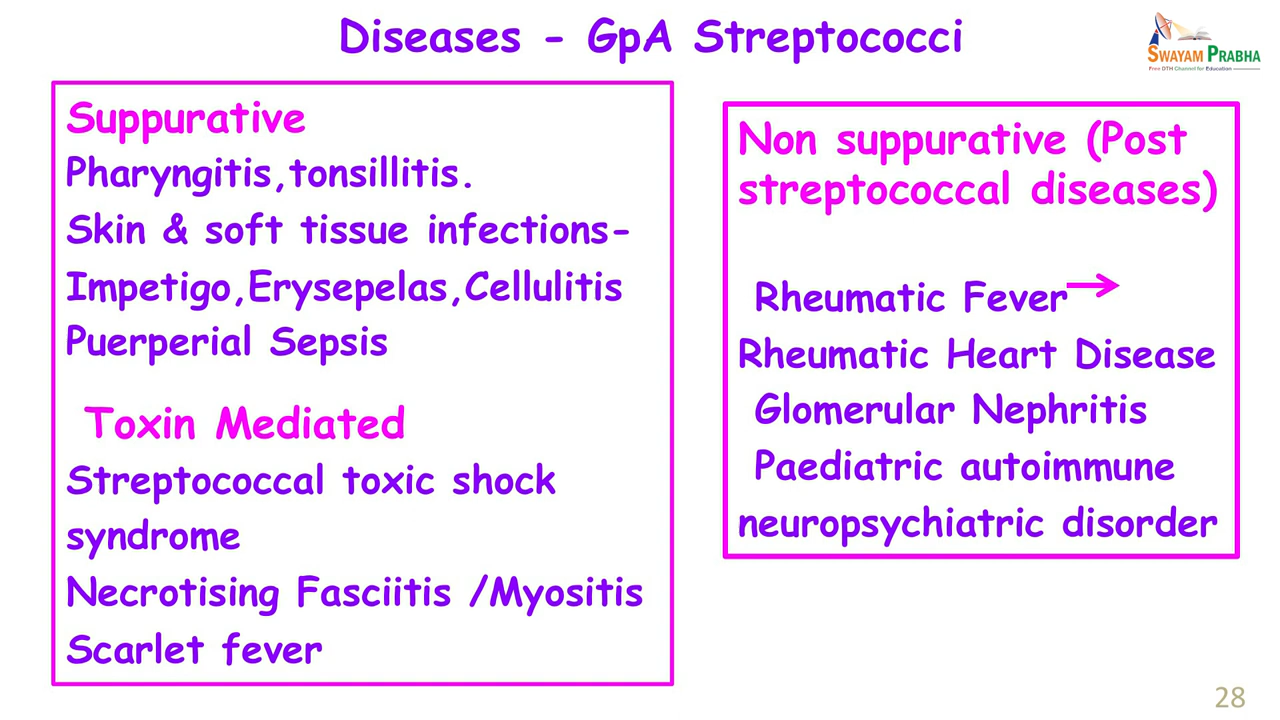 Diseases - GpA Streptococci
SWAYAM PRABHA
Free DTH Channel for Education
Suppurative
Pharyngitis,tonsillitis.
Skin & soft tissue infections-
Impetigo,Erysepelas,Cellulitis
Puerperial Sepsis
Toxin Mediated
Streptococcal toxic shock
syndrome
Necrotising Fasciitis /Myositis
Scarlet fever
Non suppurative (Post
streptococcal diseases)
Rheumatic Fever→
Rheumatic Heart Disease
Glomerular Nephritis
Paediatric autoimmune
neuropsychiatric disorder
28